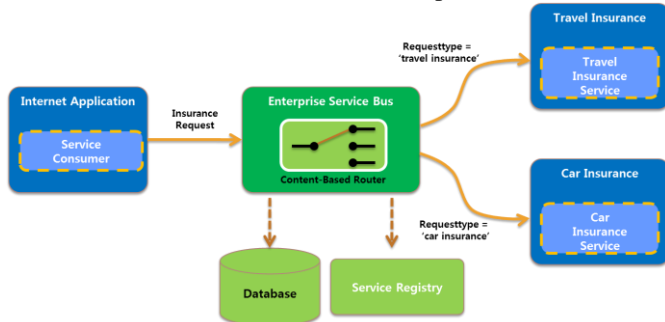 Internet Application
Service
Consumer
Insurance
Request
Enterprise Service Bus
Content-Based Router
Database
Service Registry
Requesttype =
'travel insurance'
Travel Insurance
Travel
Insurance
Service
Requesttype =
'car insurance'
Car Insurance
Car
Insurance
Service